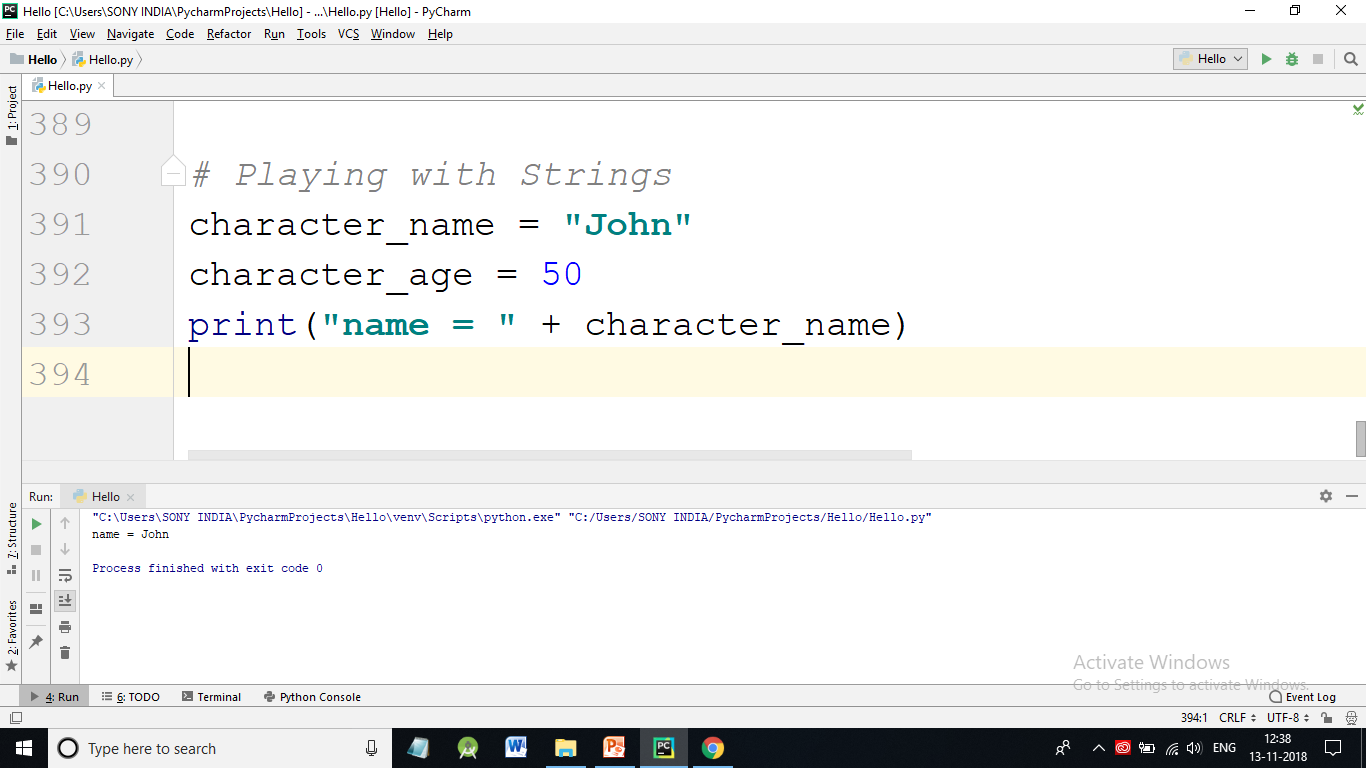 PC Hello [C:\Users\SONY INDIA\PycharmProjects\Hello] - ...\Hello.py [Hello] - PyCharm
File Edit View Navigate Code Refactor Run Tools VCS Window Help
Hello Hello.py Hello
1: Project
Hello.py
389
390 # Playing with Strings
391 character_name = "John"
392 character_age = 50
393 print("name = " + character_name)
394
7: Structure
2: Favorites
Run: Hello
"C:\Users\SONY INDIA\PycharmProjects\Hello\venv\Scripts\python.exe" "C:/Users/SONY INDIA/PycharmProjects/Hello/Hello.py"
name = John
Process finished with exit code 0
Activate Windows
Go to Settings to activate Windows.
4: Run 6: TODO Terminal Python Console Event Log
394:1 CRLF UTF-8
Type here to search W P PC ENG 12:38
13-11-2018